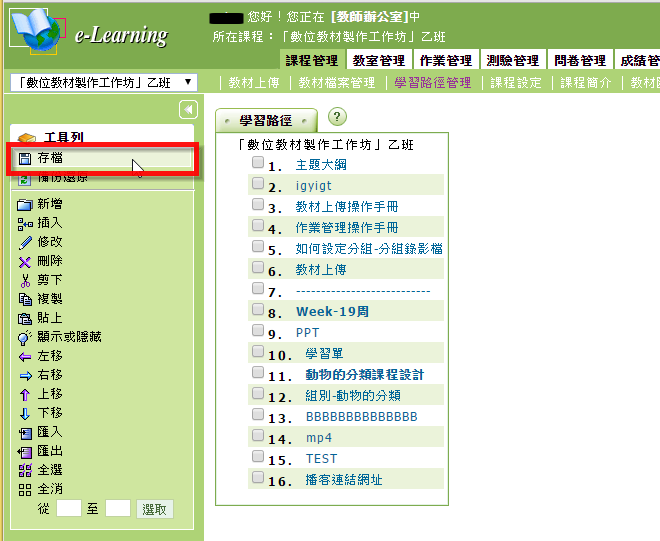 e-Learning
您好！您正在 [教師辦公室]中
所在課程：「數位教材製作工作坊」乙班
課程管理 教室管理 作業管理 測驗管理 問卷管理 成績管
「數位教材製作工作坊」乙班
教材上傳 | 教材檔案管理 | 學習路徑管理 | 課程設定 | 課程簡介 | 教材
工具列
存檔
備份還原
新增
插入
修改
刪除
剪下
複製
貼上
顯示或隱藏
左移
右移
上移
下移
匯入
匯出
全選
全消
從 至 選取
學習路徑
?
「數位教材製作工作坊」乙班
1. 主題大綱
2. igyigt
3. 教材上傳操作手冊
4. 作業管理操作手冊
5. 如何設定分組-分組錄影檔
6. 教材上傳
7. --------------------------
8. Week-19周
9. PPT
10. 學習單
11. 動物的分類課程設計
12. 組別-動物的分類
13. BBBBBBBBBBBBBB
14. mp4
15. TEST
16. 播客連結網址